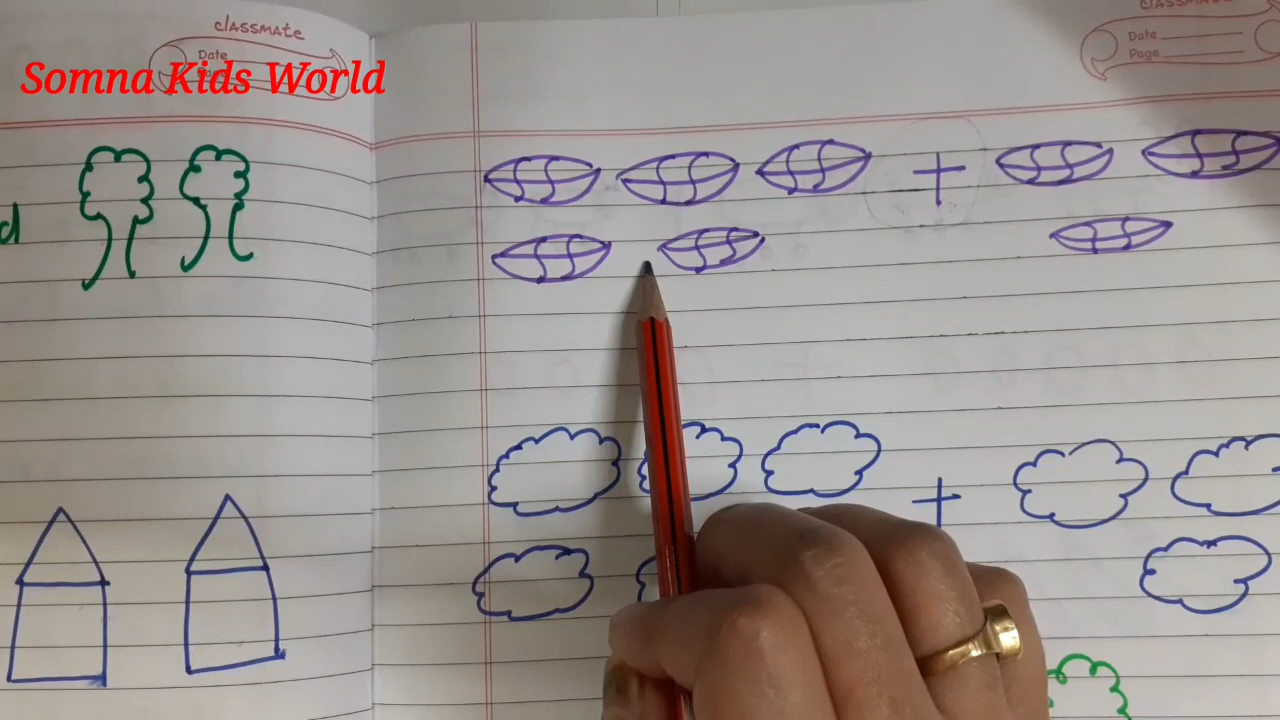 classmate
Date
Somna Kids World
d
+
+
CLASSMATE
Date
Page